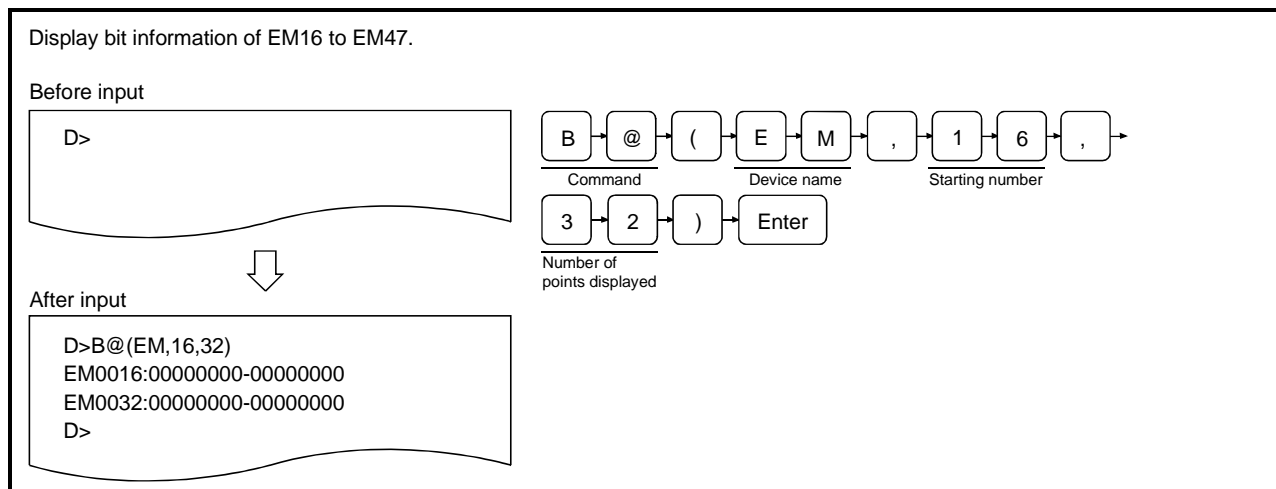 Display bit information of EM16 to EM47.
Before input
D>
B @ ( E M , 1 6 ,
Command Device name Starting number
3 2 ) Enter
Number of
points displayed
After input
D>B@(EM,16,32)
EM0016:00000000-00000000
EM0032:00000000-00000000
D>